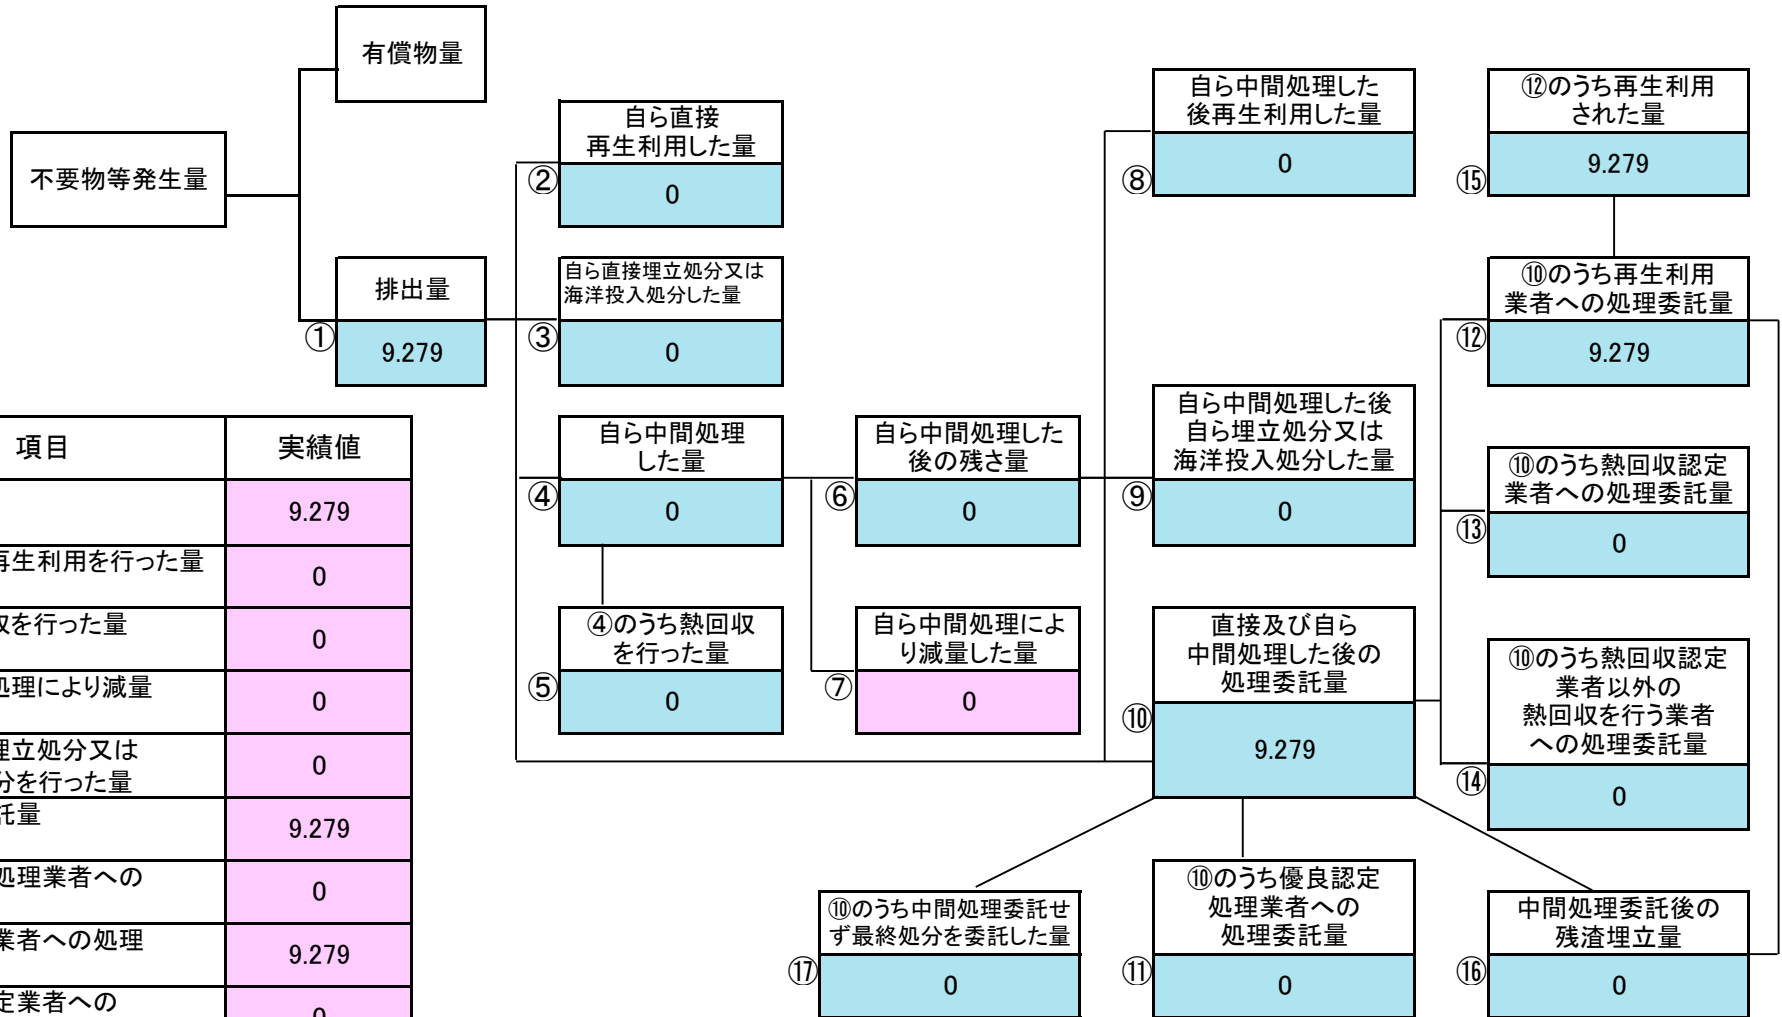 有償物量
不要物等発生量
排出量
①
9.279
自ら直接
再生利用した量
②
0
自ら直接埋立処分又は
海洋投入処分した量
③
0
自ら中間処理
した量
④
0
④のうち熱回収
を行った量
⑤
0
自ら中間処理した
後の残さ量
⑥
0
自ら中間処理によ
り減量した量
⑦
0
自ら中間処理した
後再生利用した量
⑧
0
自ら中間処理した後
自ら埋立処分又は
海洋投入処分した量
⑨
0
直接及び自ら
中間処理した後の
処理委託量
⑩
9.279
⑫のうち再生利用
された量
⑮
9.279
⑩のうち再生利用
業者への処理委託量
⑫
9.279
⑩のうち熱回収認定
業者への処理委託量
⑬
0
⑩のうち熱回収認定
業者以外の
熱回収を行う業者
への処理委託量
⑭
0
⑩のうち中間処理委託せ
ず最終処分を委託した量
⑰
0
⑩のうち優良認定
処理業者への
処理委託量
⑪
0
中間処理委託後の
残渣埋立量
⑯
0
項目 実績値
9.279
再生利用を行った量
0
収を行った量
0
処理により減量
0
埋立処分又は
分を行った量
0
託量
9.279
処理業者への
0
業者への処理
9.279
定業者への
0